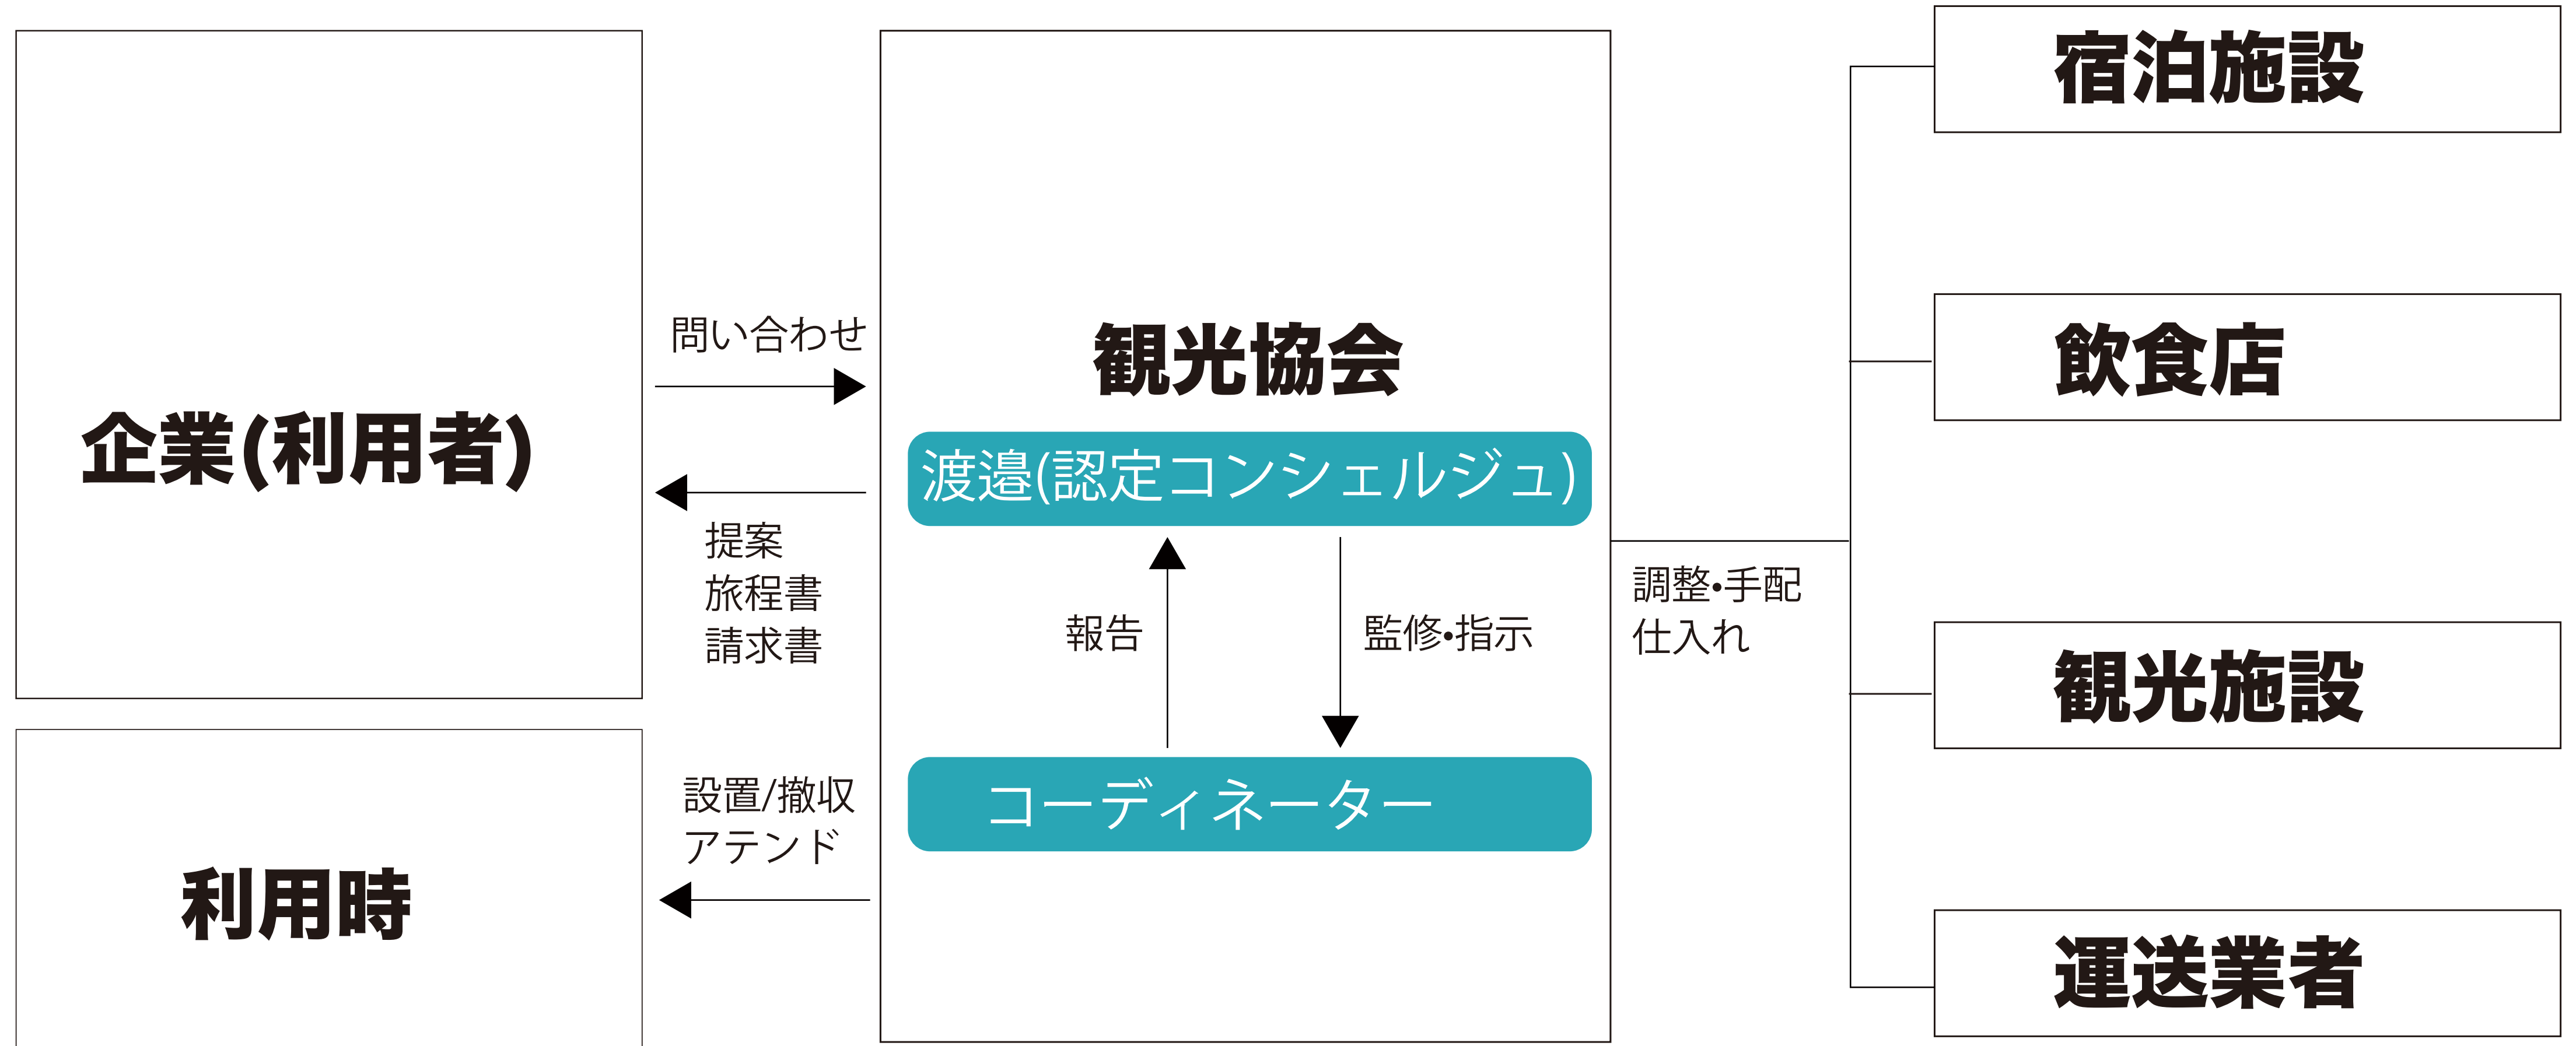 企業(利用者)
問い合わせ
提案
旅程書
請求書
利用時
設置/撤収
アテンド
観光協会
渡邉(認定コンシェルジュ)
報告
監修・指示
コーディネーター
調整・手配
仕入れ
宿泊施設
飲食店
観光施設
運送業者